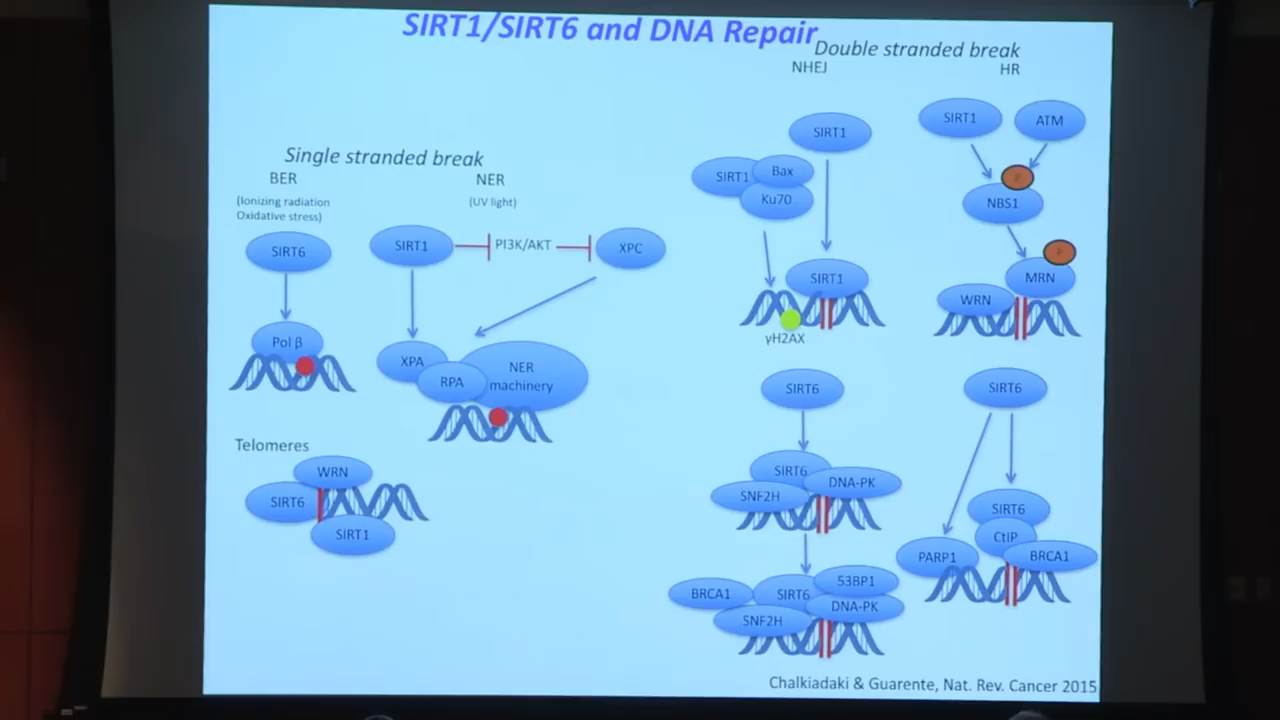 SIRT1/SIRT6 and DNA Repair
Double stranded break
NHEJ
HR
SIRT1
SIRT1
Bax
Ku70
SIRT1
γH2AX
SIRT1
ATM
P
NBS1
P
MRN
WRN
Single stranded break
BER
(Ionizing radiation
Oxidative stress)
SIRT6
Pol β
NER
(UV light)
SIRT1
PI3K/AKT
XPC
XPA
RPA
NER
machinery
Telomeres
WRN
SIRT6
SIRT1
SIRT6
SIRT6
SNF2H
DNA-PK
BRCA1
SIRT6
53BP1
DNA-PK
SNF2H
SIRT6
SIRT6
CtIP
PARP1
BRCA1
Chalkiadaki & Guarente, Nat. Rev. Cancer 2015